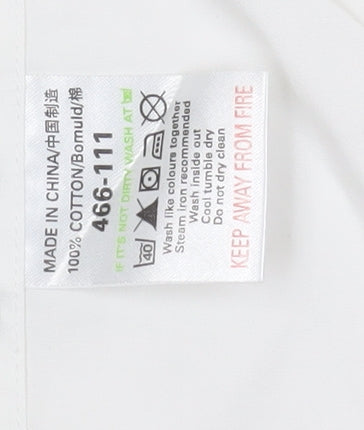 MADE IN CHINA/中国制造
100% COTTON/Bomuld/棉
466-111
IF IT'S NOT DIRTY WASH AT
40
Wash like colours together
Steam iron recommended
Wash inside out
Cool tumble dry
Do not dry clean
KEEP AWAY FROM FIRE